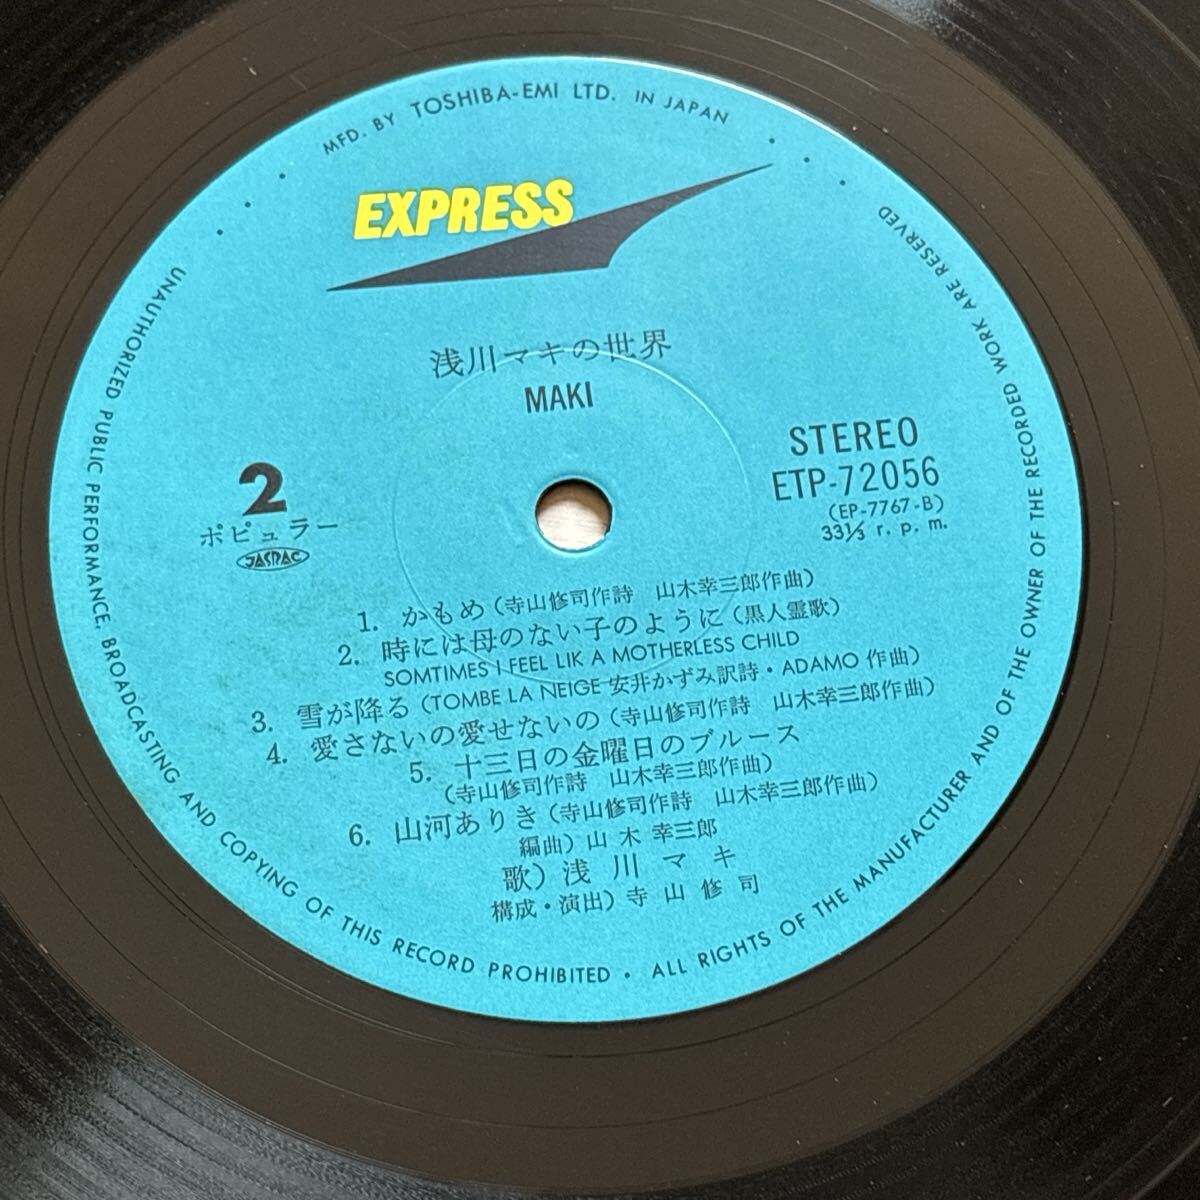 MFD. BY TOSHIBA-EMI LTD. IN JAPAN
EXPRESS
浅川マキの世界
MAKI
STEREO
ETP-72056
(EP-7767-B)
33⅓ r.p.m.
2
ポピュラー
JASRAC
1. かもめ(寺山修司作詩 山木幸三郎作曲)
2. 時には母のない子のように(黒人霊歌)
SOMTIMES I FEEL LIK A MOTHERLESS CHILD
3. 雪が降る(TOMBE LA NEIGE 安井かずみ訳詩・ADAMO作曲)
4. 愛さないの愛せないの(寺山修司作詩 山木幸三郎作曲)
5. 十三日の金曜日のブルース
(寺山修司作詩 山木幸三郎作曲)
6. 山河ありき(寺山修司作詩 山木幸三郎作曲)
編曲)山木幸三郎
歌)浅川マキ
構成・演出)寺山修司
UNAUTHORIZED PUBLIC PERFORMANCE, BROADCASTING AND COPYING OF THIS RECORD PROHIBITED • ALL RIGHTS OF THE MANUFACTURER AND OF THE OWNER OF THE RECORDED WORK ARE RESERVED